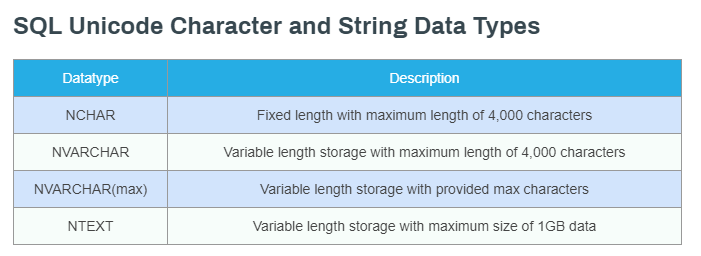 SQL Unicode Character and String Data Types
Datatype Description
NCHAR Fixed length with maximum length of 4,000 characters
NVARCHAR Variable length storage with maximum length of 4,000 characters
NVARCHAR(max) Variable length storage with provided max characters
NTEXT Variable length storage with maximum size of 1GB data